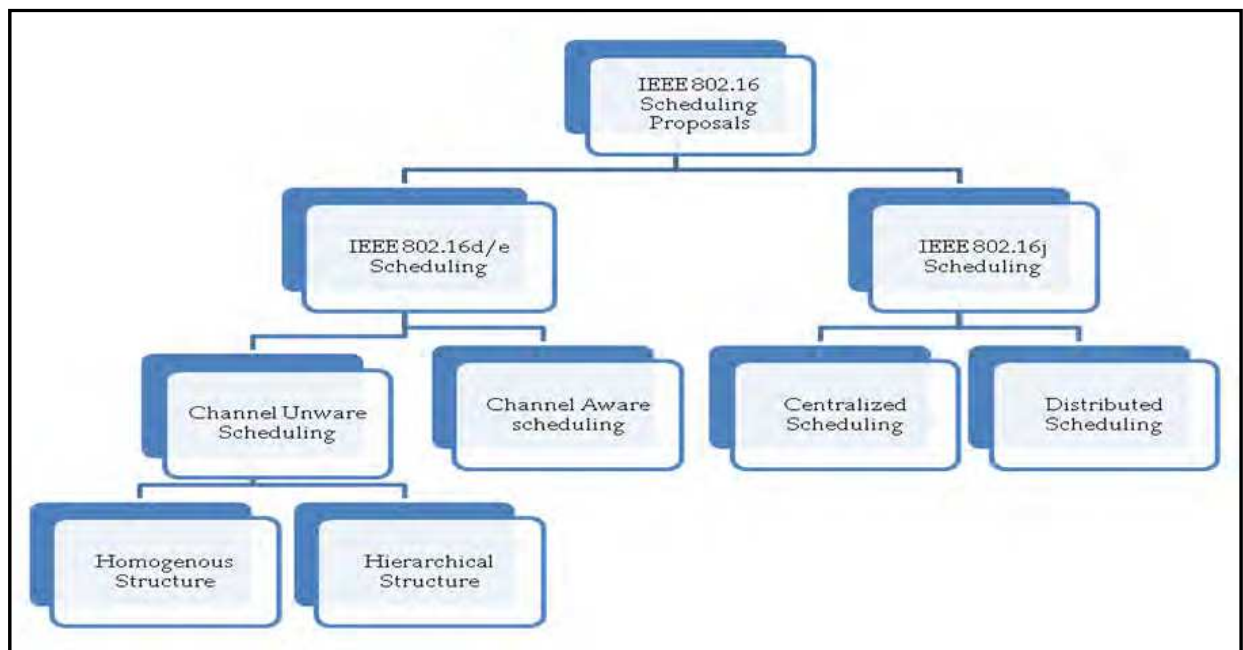 IEEE 802.16
Scheduling
Proposals
IEEE 802.16d/e
Scheduling
IEEE 802.16j
Scheduling
Channel Unware
Scheduling
Channel Aware
scheduling
Centralized
Scheduling
Distributed
Scheduling
Homogenous
Structure
Hierarchical
Structure